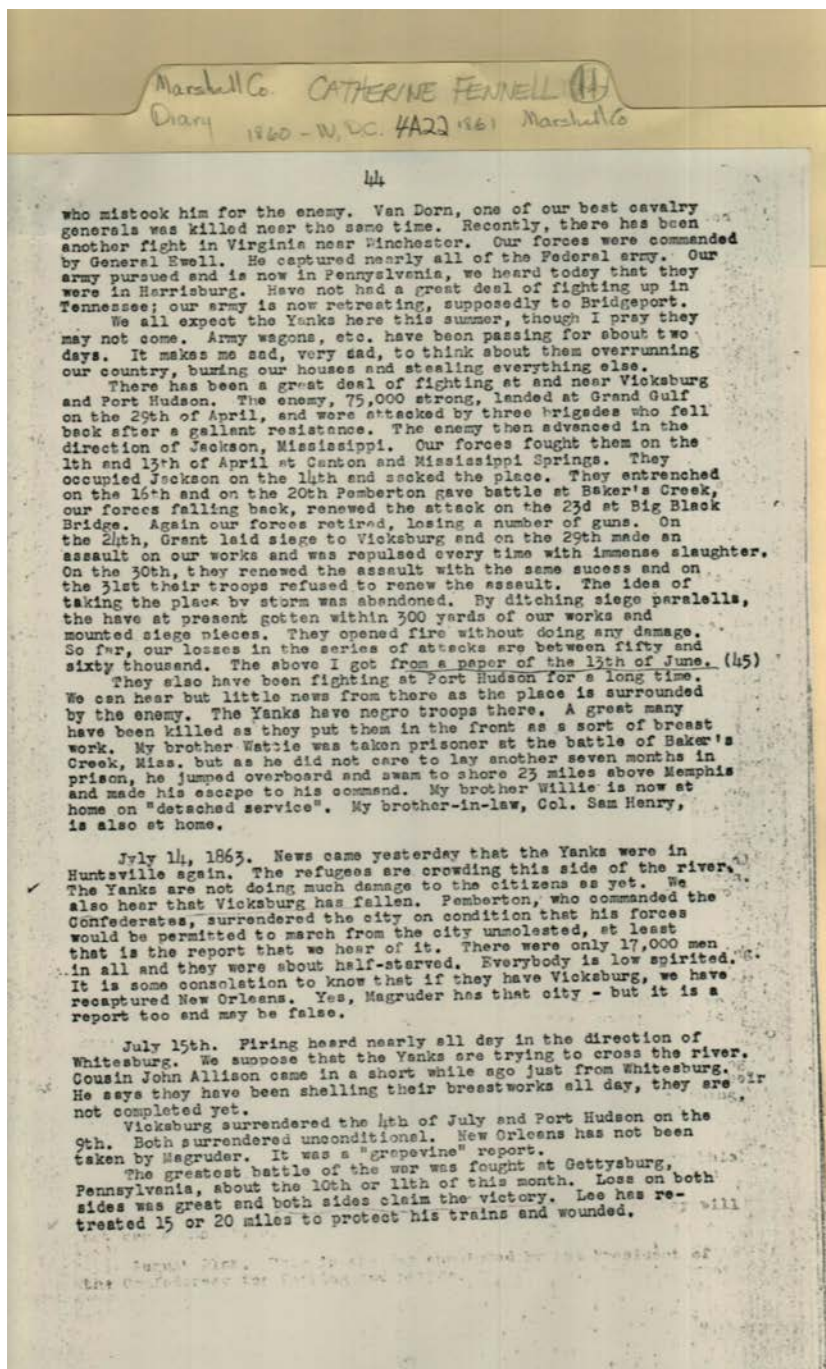 Marshall Co. CATHERINE FENNELL 44
Diary 1860 - W, DC. 4A22 1861 Marshall Co
44
who mistook him for the enemy. Van Dorn, one of our best cavalry
generals was killed near the same time. Recently, there has been
another fight in Virginia near Winchester. Our forces were commanded
by General Ewell. He captured nearly all of the Federal army. Our
army pursued and is now in Pennyslvania, we heard today that they
were in Harrisburg. Have not had a great deal of fighting up in
Tennessee; our army is now retreating, supposedly to Bridgeport.
We all expect the Yanks here this summer, though I pray they
may not come. Army wagons, etc. have been passing for about two
days. It makes me sad, very sad, to think about them overrunning
our country, buring our houses and stealing everything else.
There has been a great deal of fighting at and near Vicksburg
and Port Hudson. The enemy, 75,000 strong, landed at Grand Gulf
on the 29th of April, and were attacked by three brigades who fell
back after a gallant resistance. The enemy then advanced in the
direction of Jackson, Mississippi. Our forces fought them on the
1th and 13th of April at Canton and Mississippi Springs. They
occupied Jackson on the 14th and sacked the place. They entrenched
on the 16th and on the 20th Pemberton gave battle at Baker's Creek,
our forces falling back, renewed the attack on the 23d at Big Black
Bridge. Again our forces retired, losing a number of guns. On
the 24th, Grant laid siege to Vicksburg and on the 29th made an
assault on our works and was repulsed every time with immense slaughter.
On the 30th, they renewed the assault with the same sucess and on
the 31st their troops refused to renew the assault. The idea of
taking the place by storm was abandoned. By ditching siege paralells,
the have at present gotten within 300 yards of our works and
mounted siege pieces. They opened fire without doing any damage.
So far, our losses in the series of attacks are between fifty and
sixty thousand. The above I got from a paper of the 13th of June. (45)
They also have been fighting at Port Hudson for a long time.
We can hear but little news from there as the place is surrounded
by the enemy. The Yanks have negro troops there. A great many
have been killed as they put them in the front as a sort of breast
work. My brother Wattie was taken prisoner at the battle of Baker's
Creek, Miss. but as he did not care to lay another seven months in
prison, he jumped overboard and swam to shore 23 miles above Memphis
and made his escape to his command. My brother Willie is now at
home on "detached service". My brother-in-law, Col. Sam Henry,
is also at home.
July 14, 1863. News came yesterday that the Yanks were in
Huntsville again. The refugees are crowding this side of the river.
The Yanks are not doing much damage to the citizens as yet. We
also hear that Vicksburg has fallen. Pemberton, who commanded the
Confederates, surrendered the city on condition that his forces
would be permitted to march from the city unmolested, at least
that is the report that we hear of it. There were only 17,000 men
in all and they were about half-starved. Everybody is low spirited.
It is some consolation to know that if they have Vicksburg, we have
recaptured New Orleans. Yes, Magruder has that city - but it is a
report too and may be false.
July 15th. Firing heard nearly all day in the direction of
Whitesburg. We suppose that the Yanks are trying to cross the river.
Cousin John Allison came in a short while ago just from Whitesburg.
He says they have been shelling their breastworks all day, they are
not completed yet.
Vicksburg surrendered the 4th of July and Port Hudson on the
9th. Both surrendered unconditional. New Orleans has not been
taken by Magruder. It was a "grapevine" report.
The greatest battle of the war was fought at Gettysburg,
Pennsylvania, about the 10th or 11th of this month. Loss on both
sides was great and both sides claim the victory. Lee has re-
treated 15 or 20 miles to protect his trains and wounded.